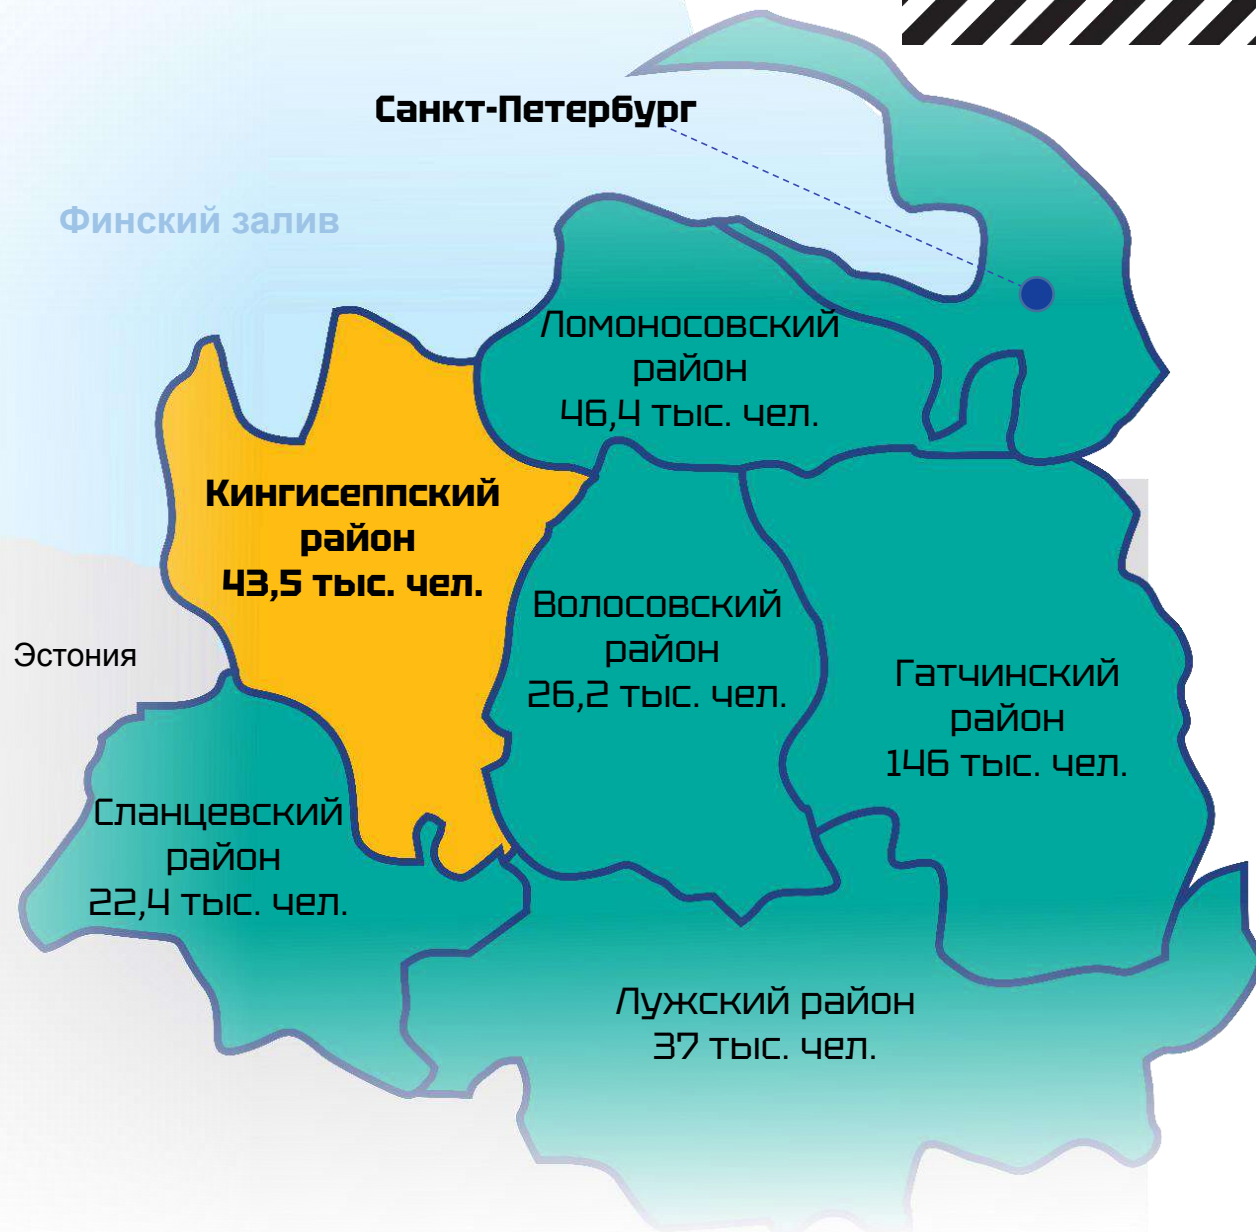 Санкт-Петербург
Финский залив
Ломоносовский
район
46,4 тыс. чел.
Кингисеппский
район
43,5 тыс. чел.
Волосовский
район
26,2 тыс. чел.
Эстония
Гатчинский
район
146 тыс. чел.
Сланцевский
район
22,4 тыс. чел.
Лужский район
37 тыс. чел.